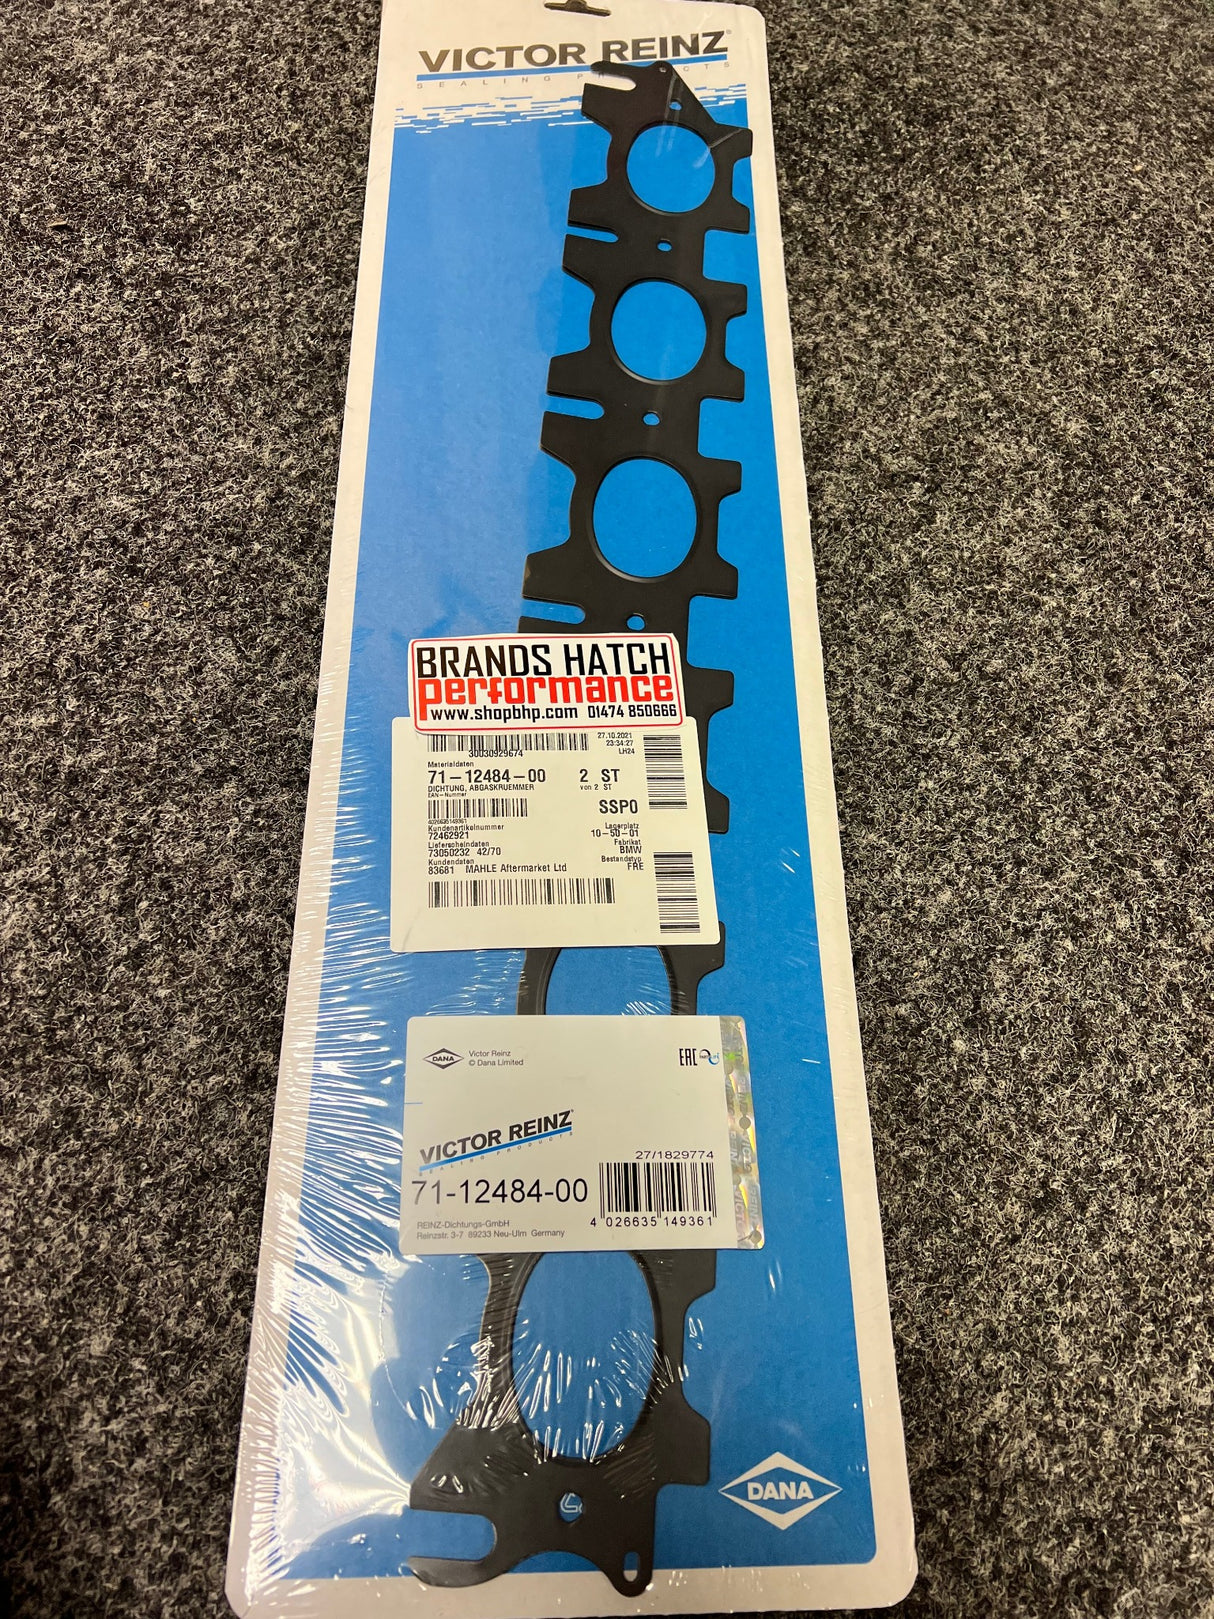 VICTOR REINZ®
SEALING PRODUCTS
BRANDS HATCH
performance
www.shopbhp.com 01474 850666
30030929674
27.10.2021
23:34:27
LH24
Materialdaten
71-12484-00 2 ST
DICHTUNG, ABGASKRUEMMER von 2 ST
EAN-Nummer
SSP0
4026635149361
Kundenartikelnummer Lagerplatz
72462921 10-50-01
Lieferscheindaten Fabrikat
73050232 42/70 BMW
Kundendaten Bestandstyp
83681 MAHLE Aftermarket Ltd FRE
DANA
Victor Reinz
© Dana Limited
EAC
VICTOR REINZ®
SEALING PRODUCTS
27/1829774
71-12484-00
4 026635 149361
REINZ-Dichtungs-GmbH
Reinzstr. 3-7 89233 Neu-Ulm Germany
DANA